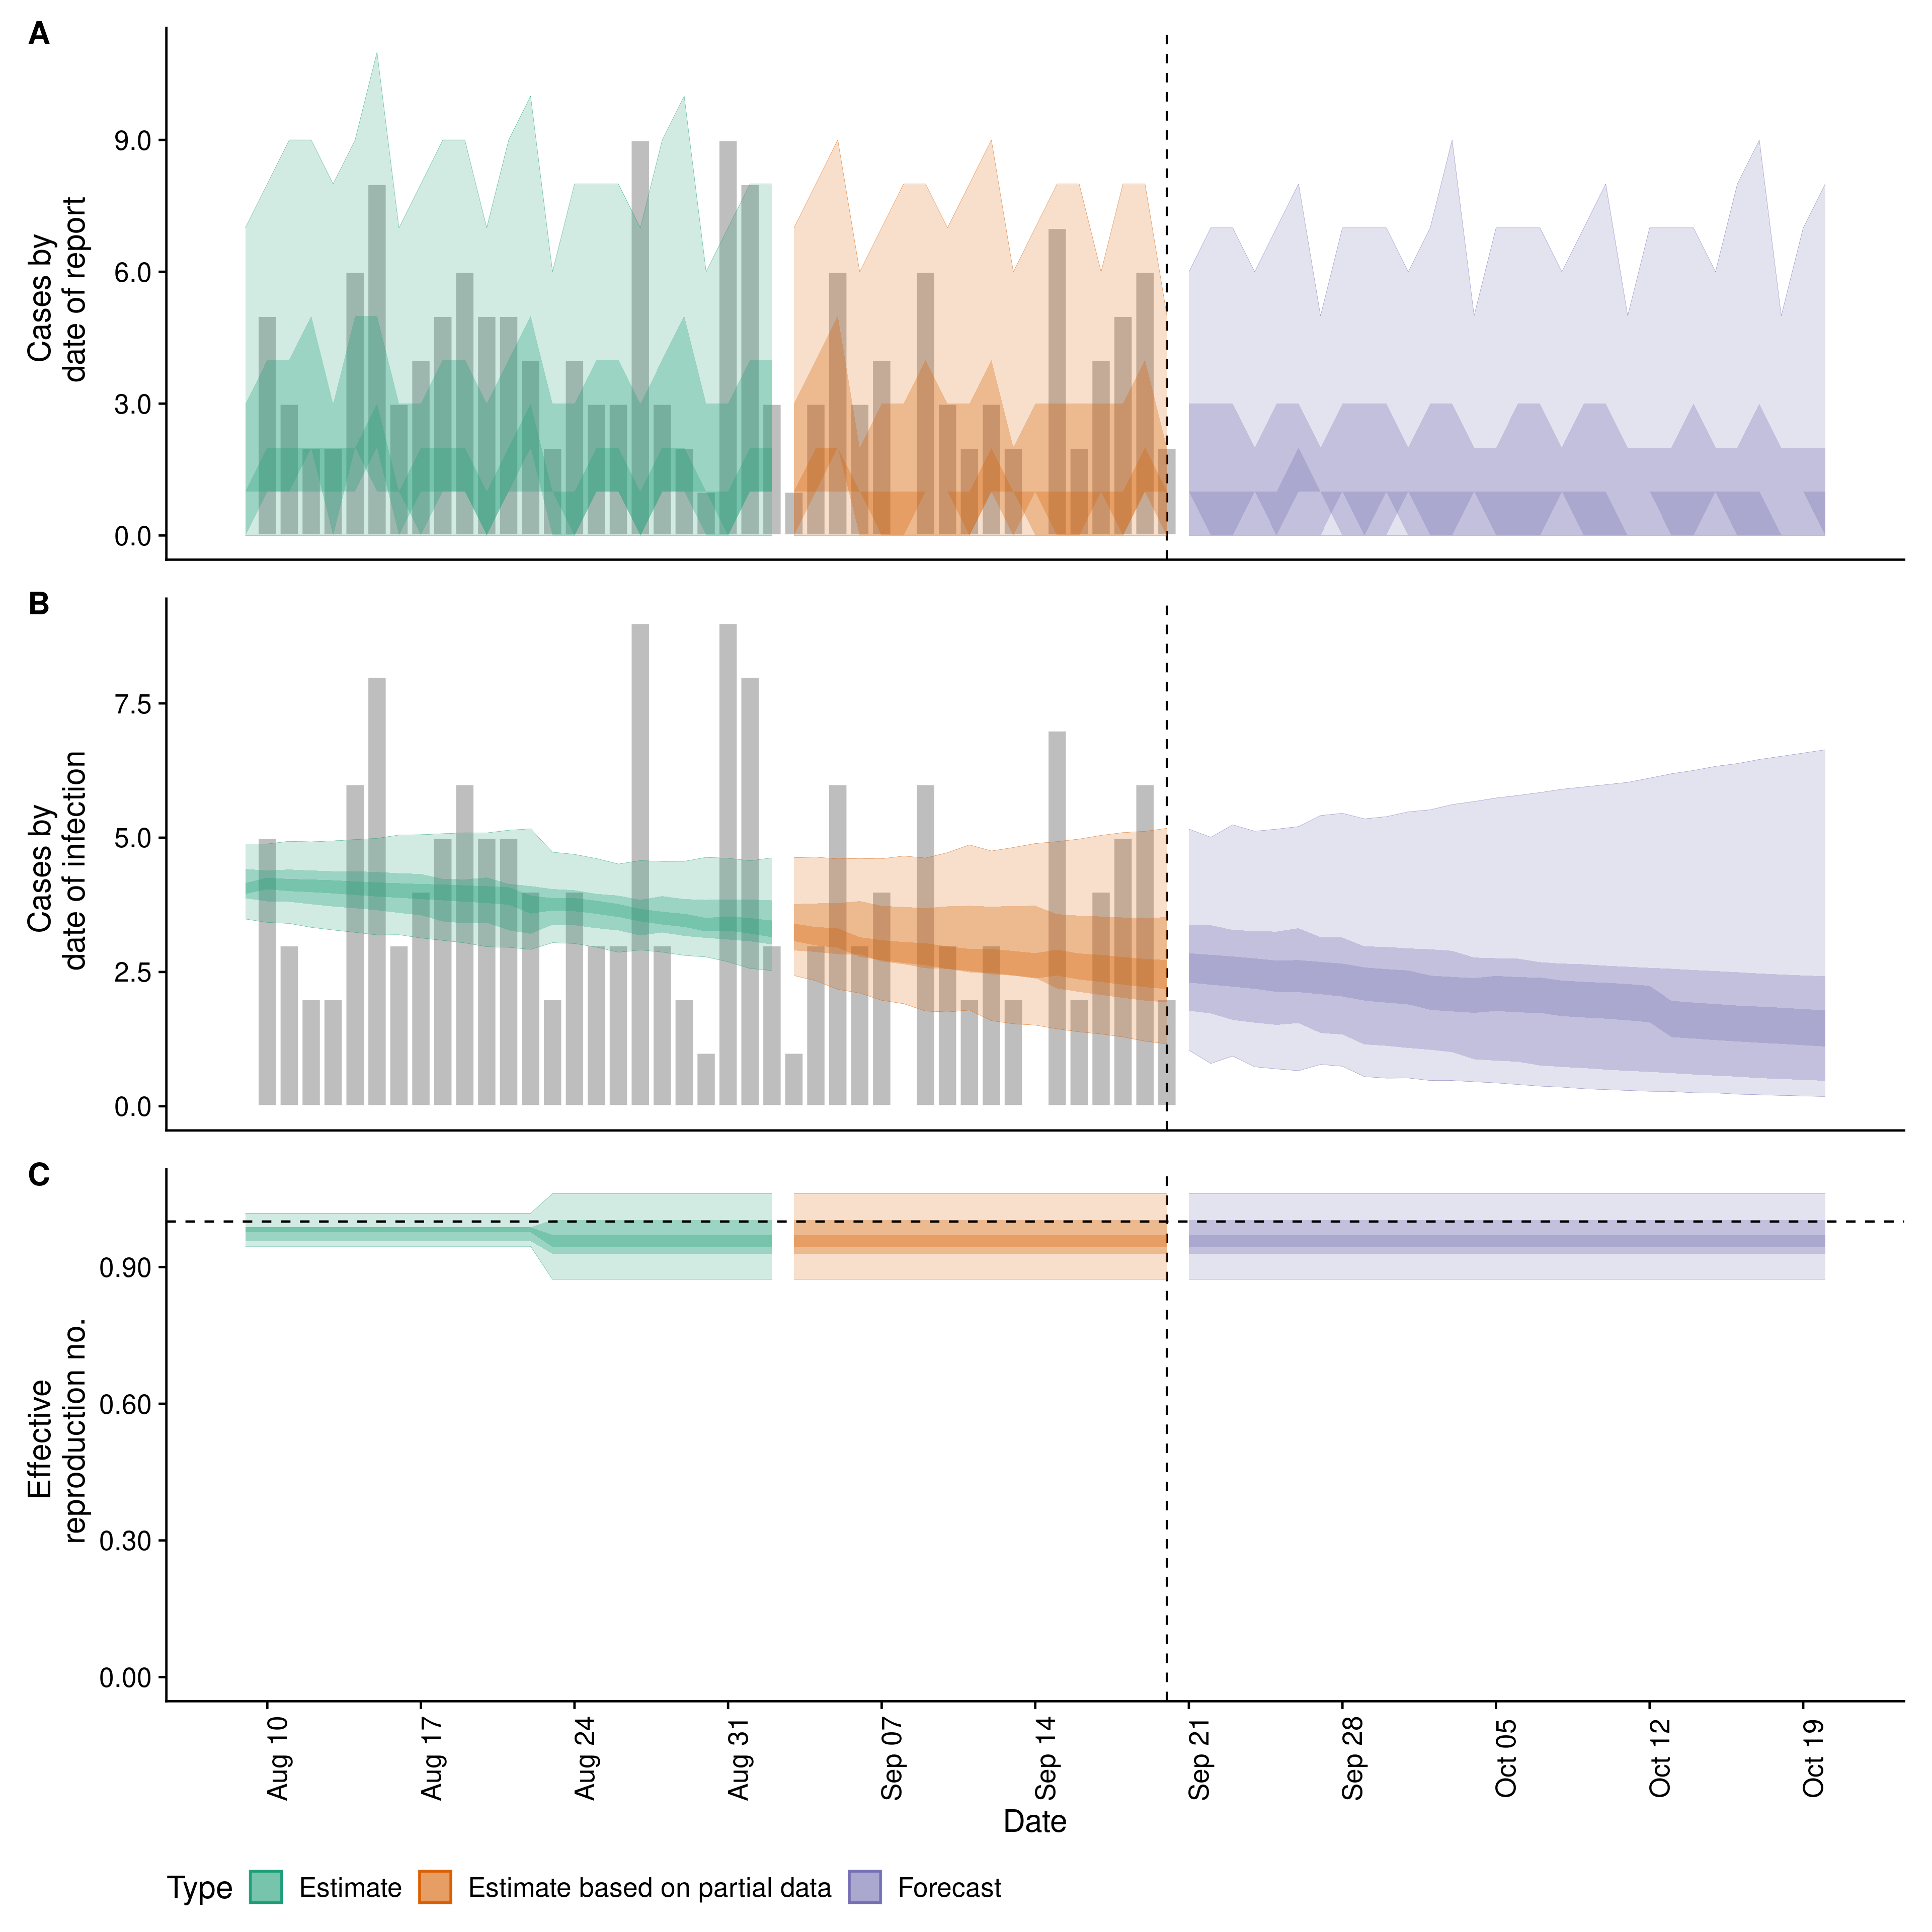 A
Cases by
date of report
9.0
6.0
3.0
0.0
B
Cases by
date of infection
7.5
5.0
2.5
0.0
C
Effective
reproduction no.
0.90
0.60
0.30
0.00
Aug 10
Aug 17
Aug 24
Aug 31
Sep 07
Sep 14
Sep 21
Sep 28
Oct 05
Oct 12
Oct 19
Date
Type Estimate Estimate based on partial data Forecast